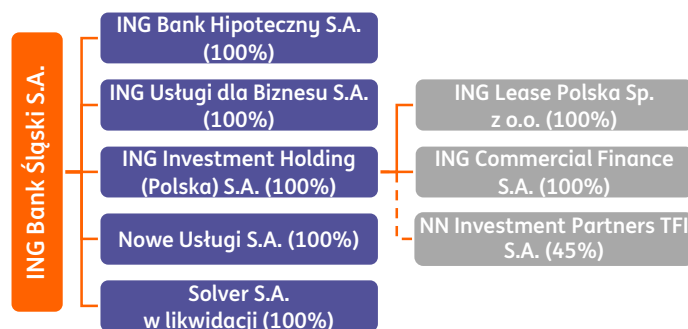 ING Bank Śląski S.A.
ING Bank Hipoteczny S.A.
(100%)
ING Usługi dla Biznesu S.A.
(100%)
ING Investment Holding
(Polska) S.A. (100%)
Nowe Usługi S.A. (100%)
Solver S.A.
w likwidacji (100%)
ING Lease Polska Sp.
z o.o. (100%)
ING Commercial Finance
S.A. (100%)
NN Investment Partners TFI
S.A. (45%)